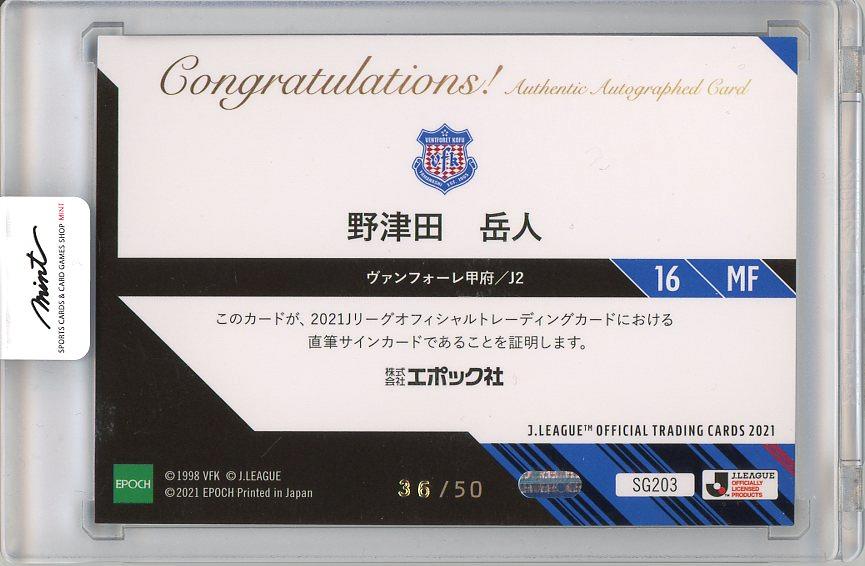 Congratulations! Authentic Autographed Card
VENTFORET KOFU
vfk
野津田 岳人
ヴァンフォーレ甲府/J2
16 MF
このカードが、2021Jリーグオフィシャルトレーディングカードにおける
直筆サインカードであることを証明します。
株式会社エポック社
J.LEAGUE™ OFFICIAL TRADING CARDS 2021
EPOCH
©1998 VFK ©J.LEAGUE
©2021 EPOCH Printed in Japan
36/50
SG203
J.LEAGUE
OFFICIALLY
LICENSED
PRODUCTS
mint
SPORTS CARDS & CARD GAMES SHOP MINT